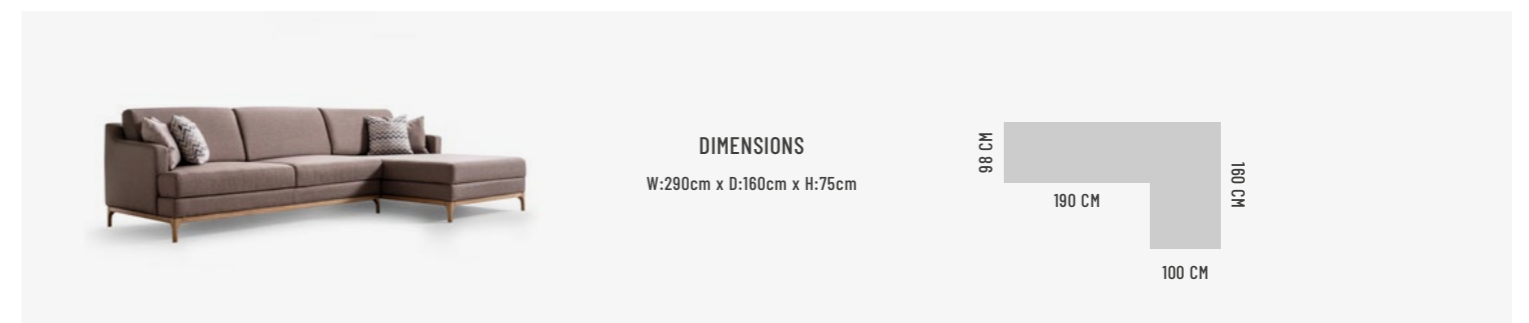 DIMENSIONS
W:290cm x D:160cm x H:75cm
98 CM
190 CM
160 CM
100 CM